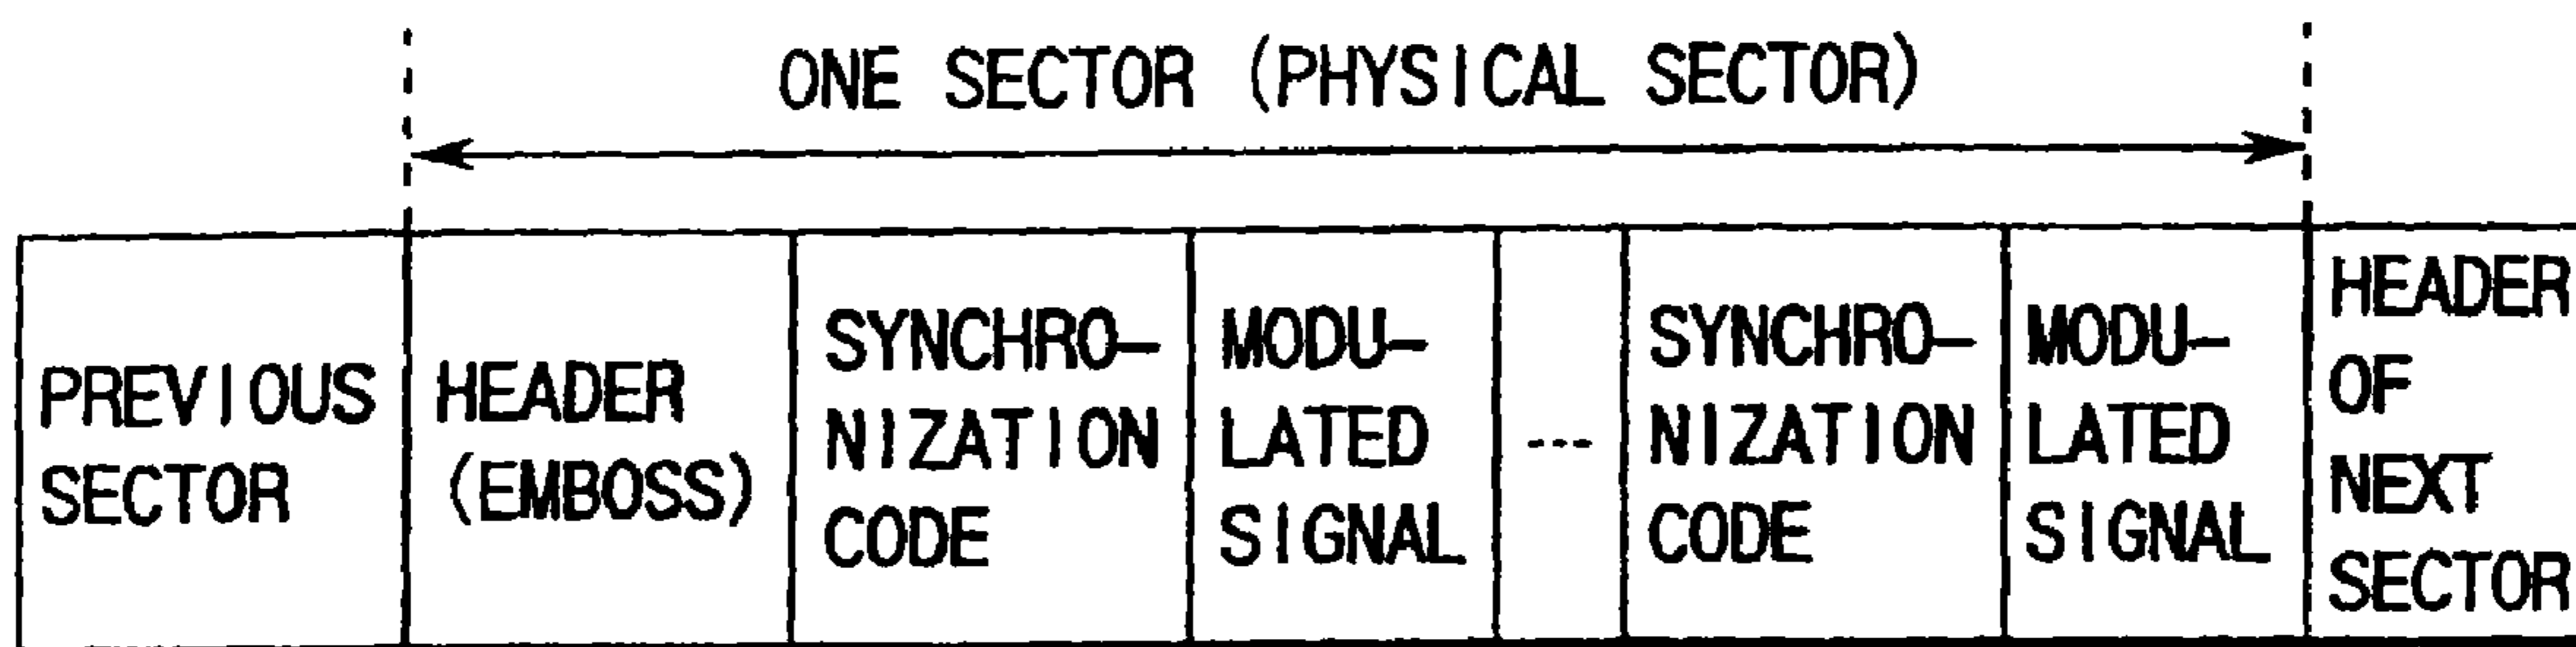 ONE SECTOR (PHYSICAL SECTOR)
PREVIOUS
SECTOR
HEADER
(EMBOSS)
SYNCHRO-
NIZATION
CODE
MODU-
LATED
SIGNAL
---
SYNCHRO-
NIZATION
CODE
MODU-
LATED
SIGNAL
HEADER
OF
NEXT
SECTOR